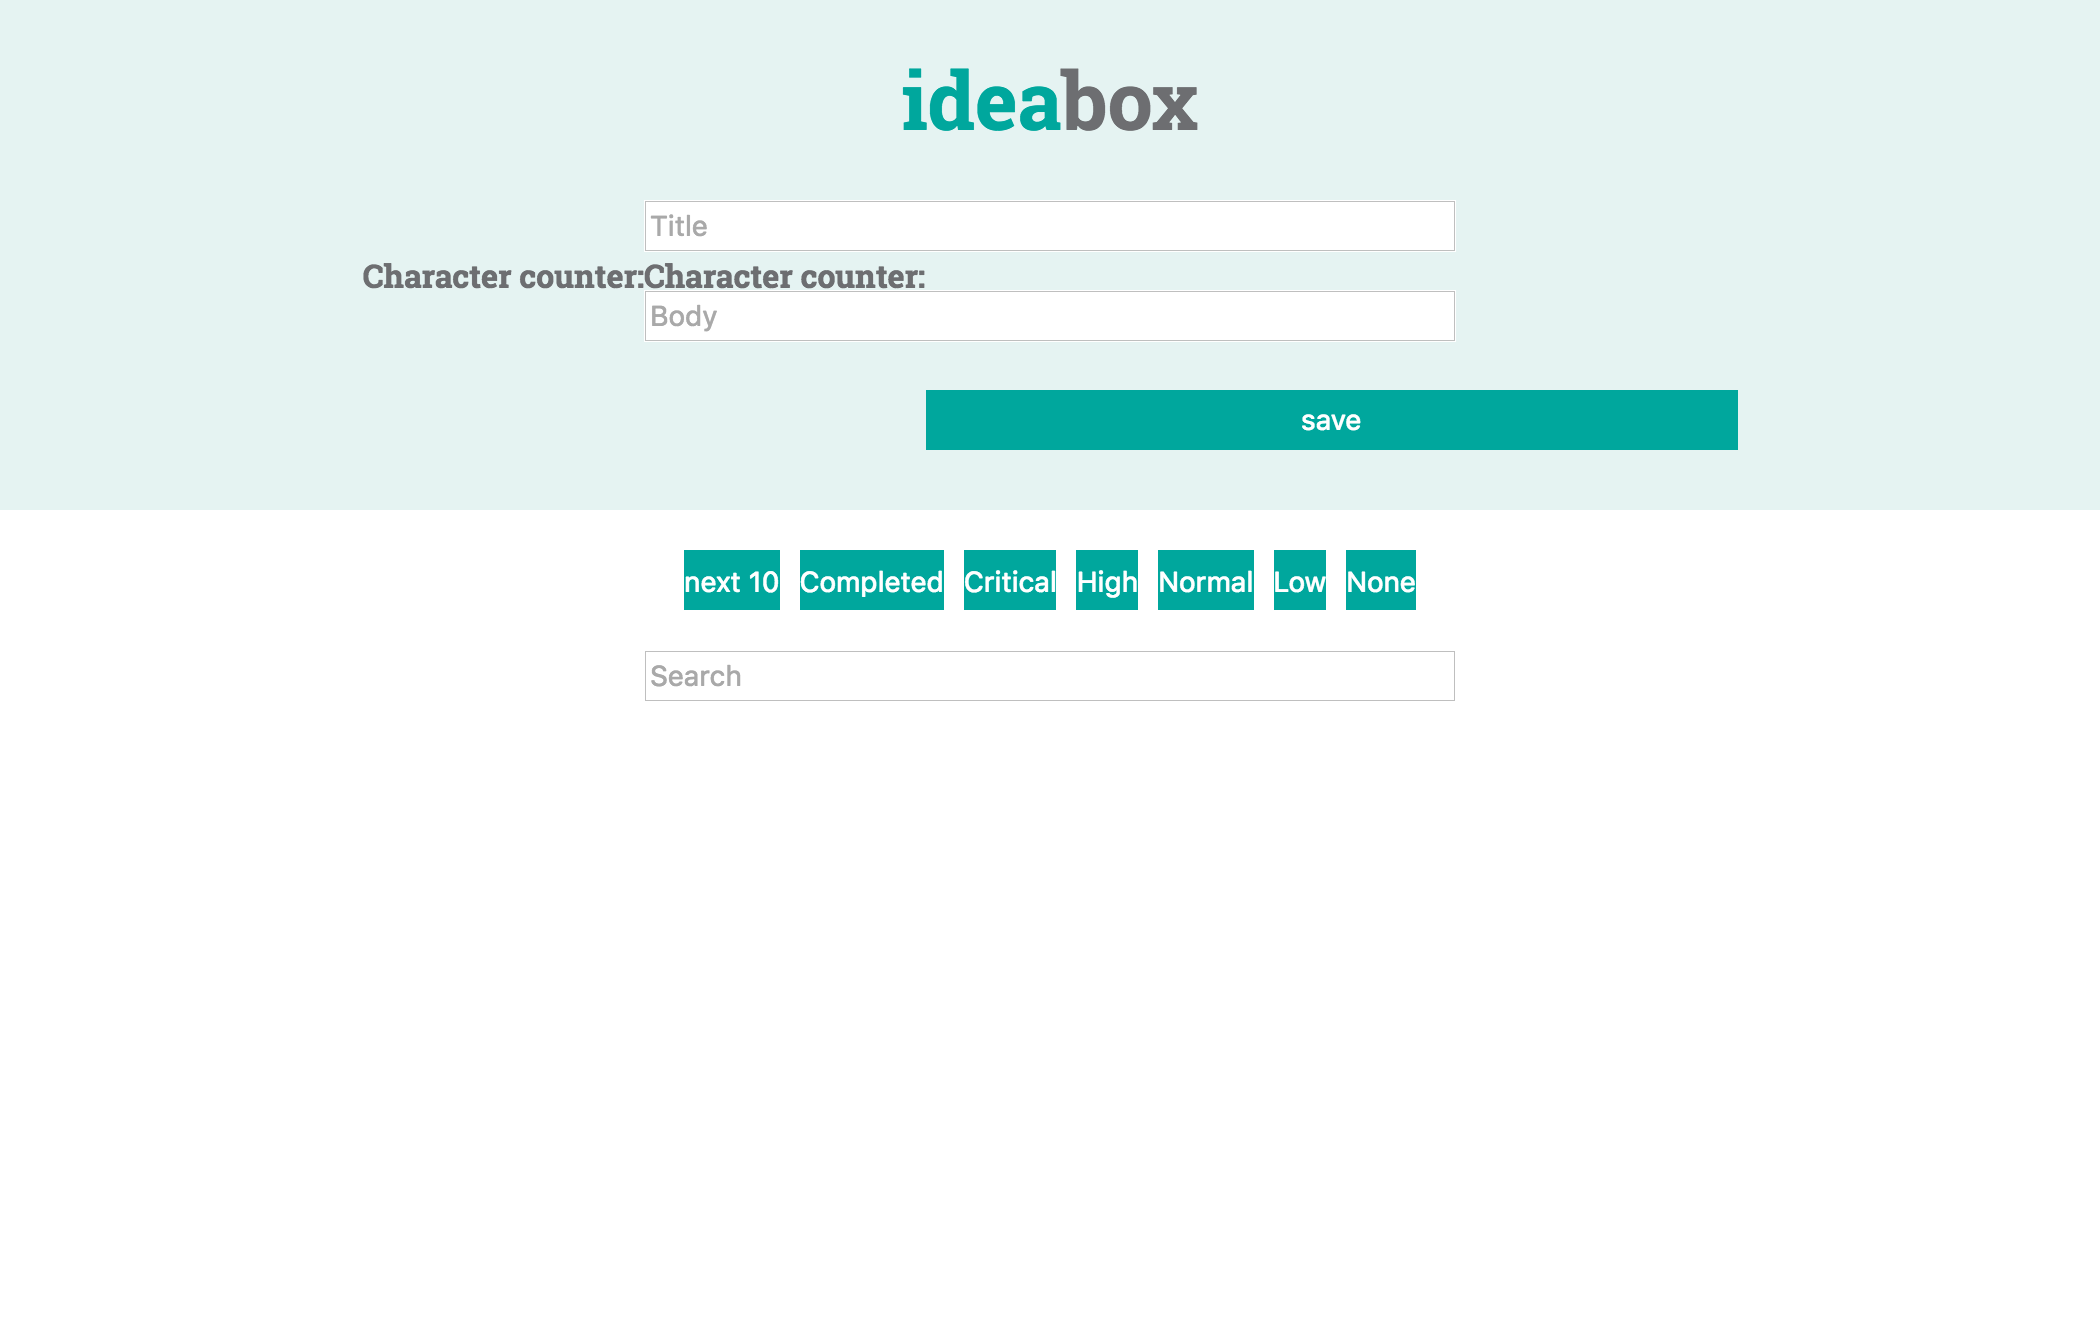 ideabox
Title
Character counter:Character counter:
Body
save
next 10 Completed Critical High Normal Low None
Search